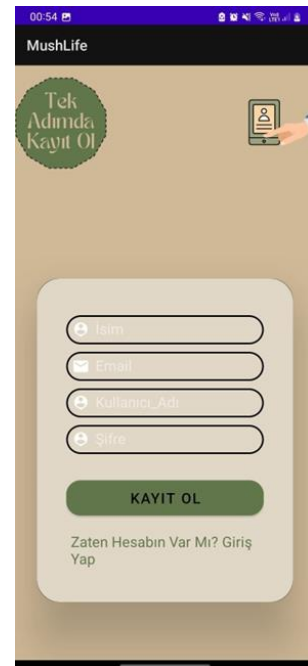 00:54
MushLife
Tek
Adımda
Kayıt Ol
İsim
Email
Kullanıcı_Adı
Şifre
KAYIT OL
Zaten Hesabın Var Mı? Giriş
Yap